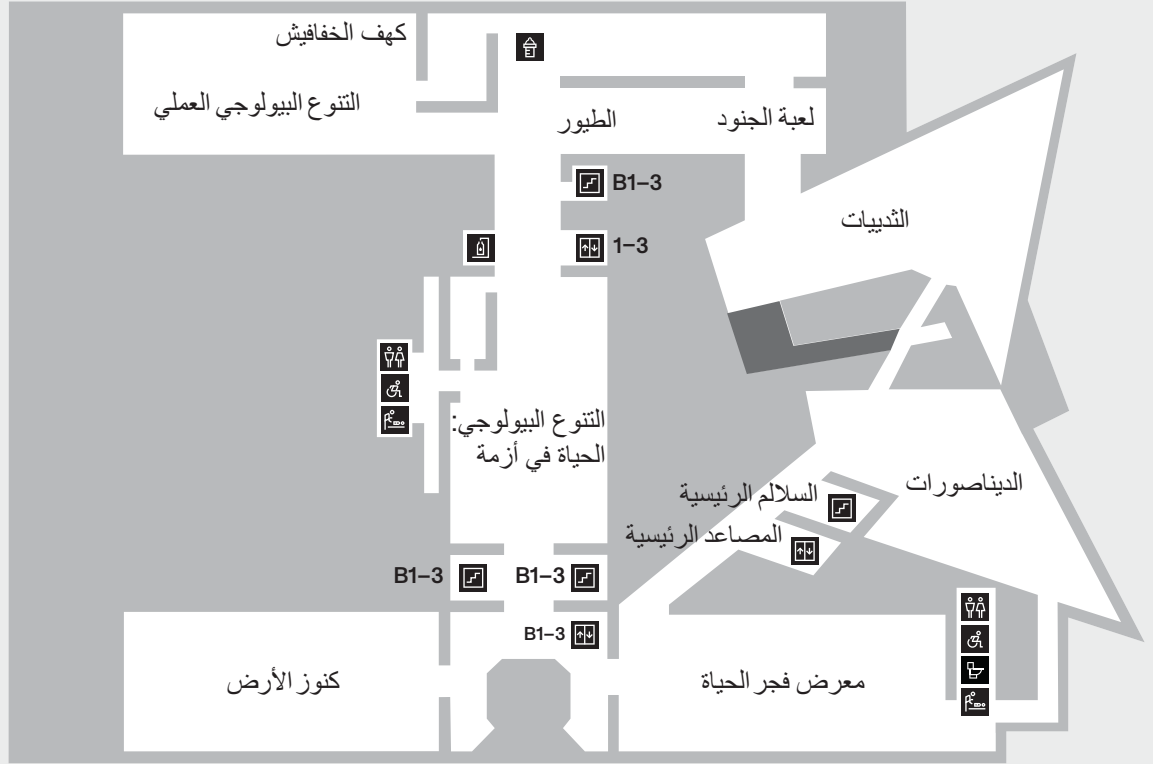 كهف الخفافيش
التنوع البيولوجي العملي
الطيور
لعبة الجنود
B1–3
الثدييات
1–3
التنوع البيولوجي:
الحياة في أزمة
الديناصورات
السلالم الرئيسية
المصاعد الرئيسية
B1–3
B1–3
B1–3
معرض فجر الحياة
كنوز الأرض